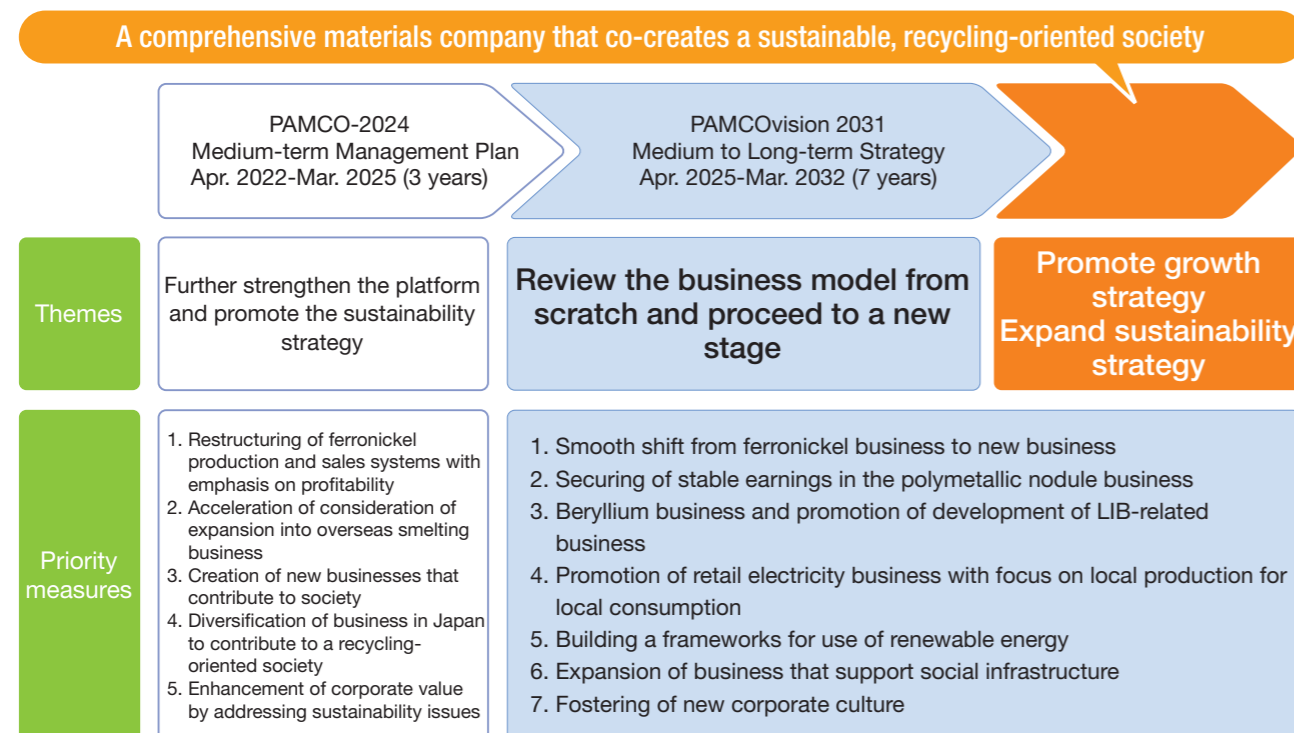 A comprehensive materials company that co-creates a sustainable, recycling-oriented society
PAMCO-2024
Medium-term Management Plan
Apr. 2022-Mar. 2025 (3 years)
PAMCOvision 2031
Medium to Long-term Strategy
Apr. 2025-Mar. 2032 (7 years)
Themes
Further strengthen the platform
and promote the sustainability
strategy
Review the business model from
scratch and proceed to a new
stage
Promote growth
strategy
Expand sustainability
strategy
Priority
measures
1. Restructuring of ferronickel
production and sales systems with
emphasis on profitability
2. Acceleration of consideration of
expansion into overseas smelting
business
3. Creation of new businesses that
contribute to society
4. Diversification of business in Japan
to contribute to a recycling-
oriented society
5. Enhancement of corporate value
by addressing sustainability issues
1. Smooth shift from ferronickel business to new business
2. Securing of stable earnings in the polymetallic nodule business
3. Beryllium business and promotion of development of LIB-related
business
4. Promotion of retail electricity business with focus on local production for
local consumption
5. Building a frameworks for use of renewable energy
6. Expansion of business that support social infrastructure
7. Fostering of new corporate culture